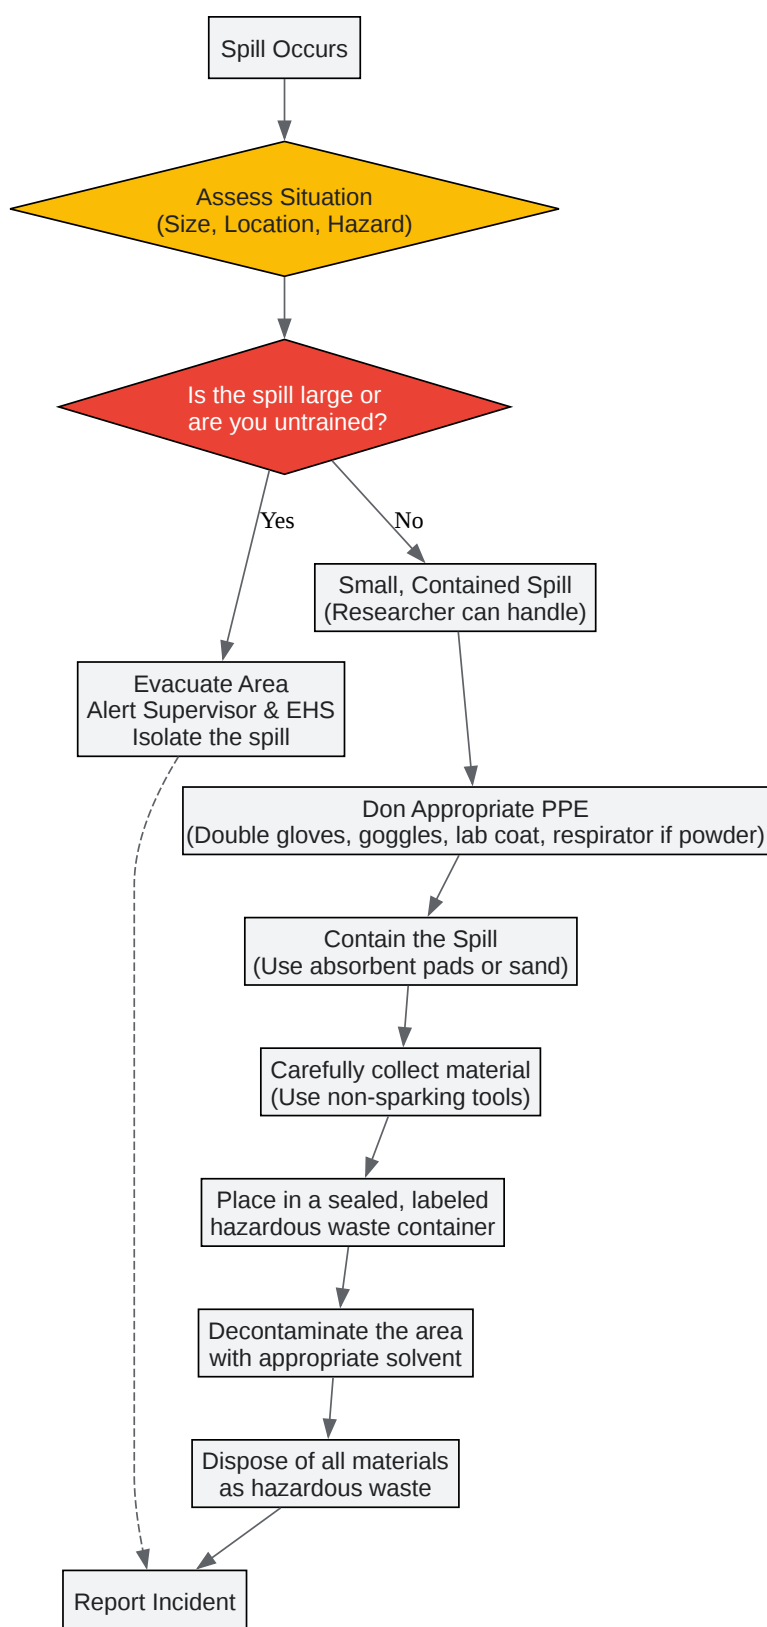 Spill Occurs
Assess Situation
(Size, Location, Hazard)
Is the spill large or
are you untrained?
Yes
No
Small, Contained Spill
(Researcher can handle)
Evacuate Area
Alert Supervisor & EHS
Isolate the spill
Don Appropriate PPE
(Double gloves, goggles, lab coat, respirator if powder)
Contain the Spill
(Use absorbent pads or sand)
Carefully collect material
(Use non-sparking tools)
Place in a sealed, labeled
hazardous waste container
Decontaminate the area
with appropriate solvent
Dispose of all materials
as hazardous waste
Report Incident